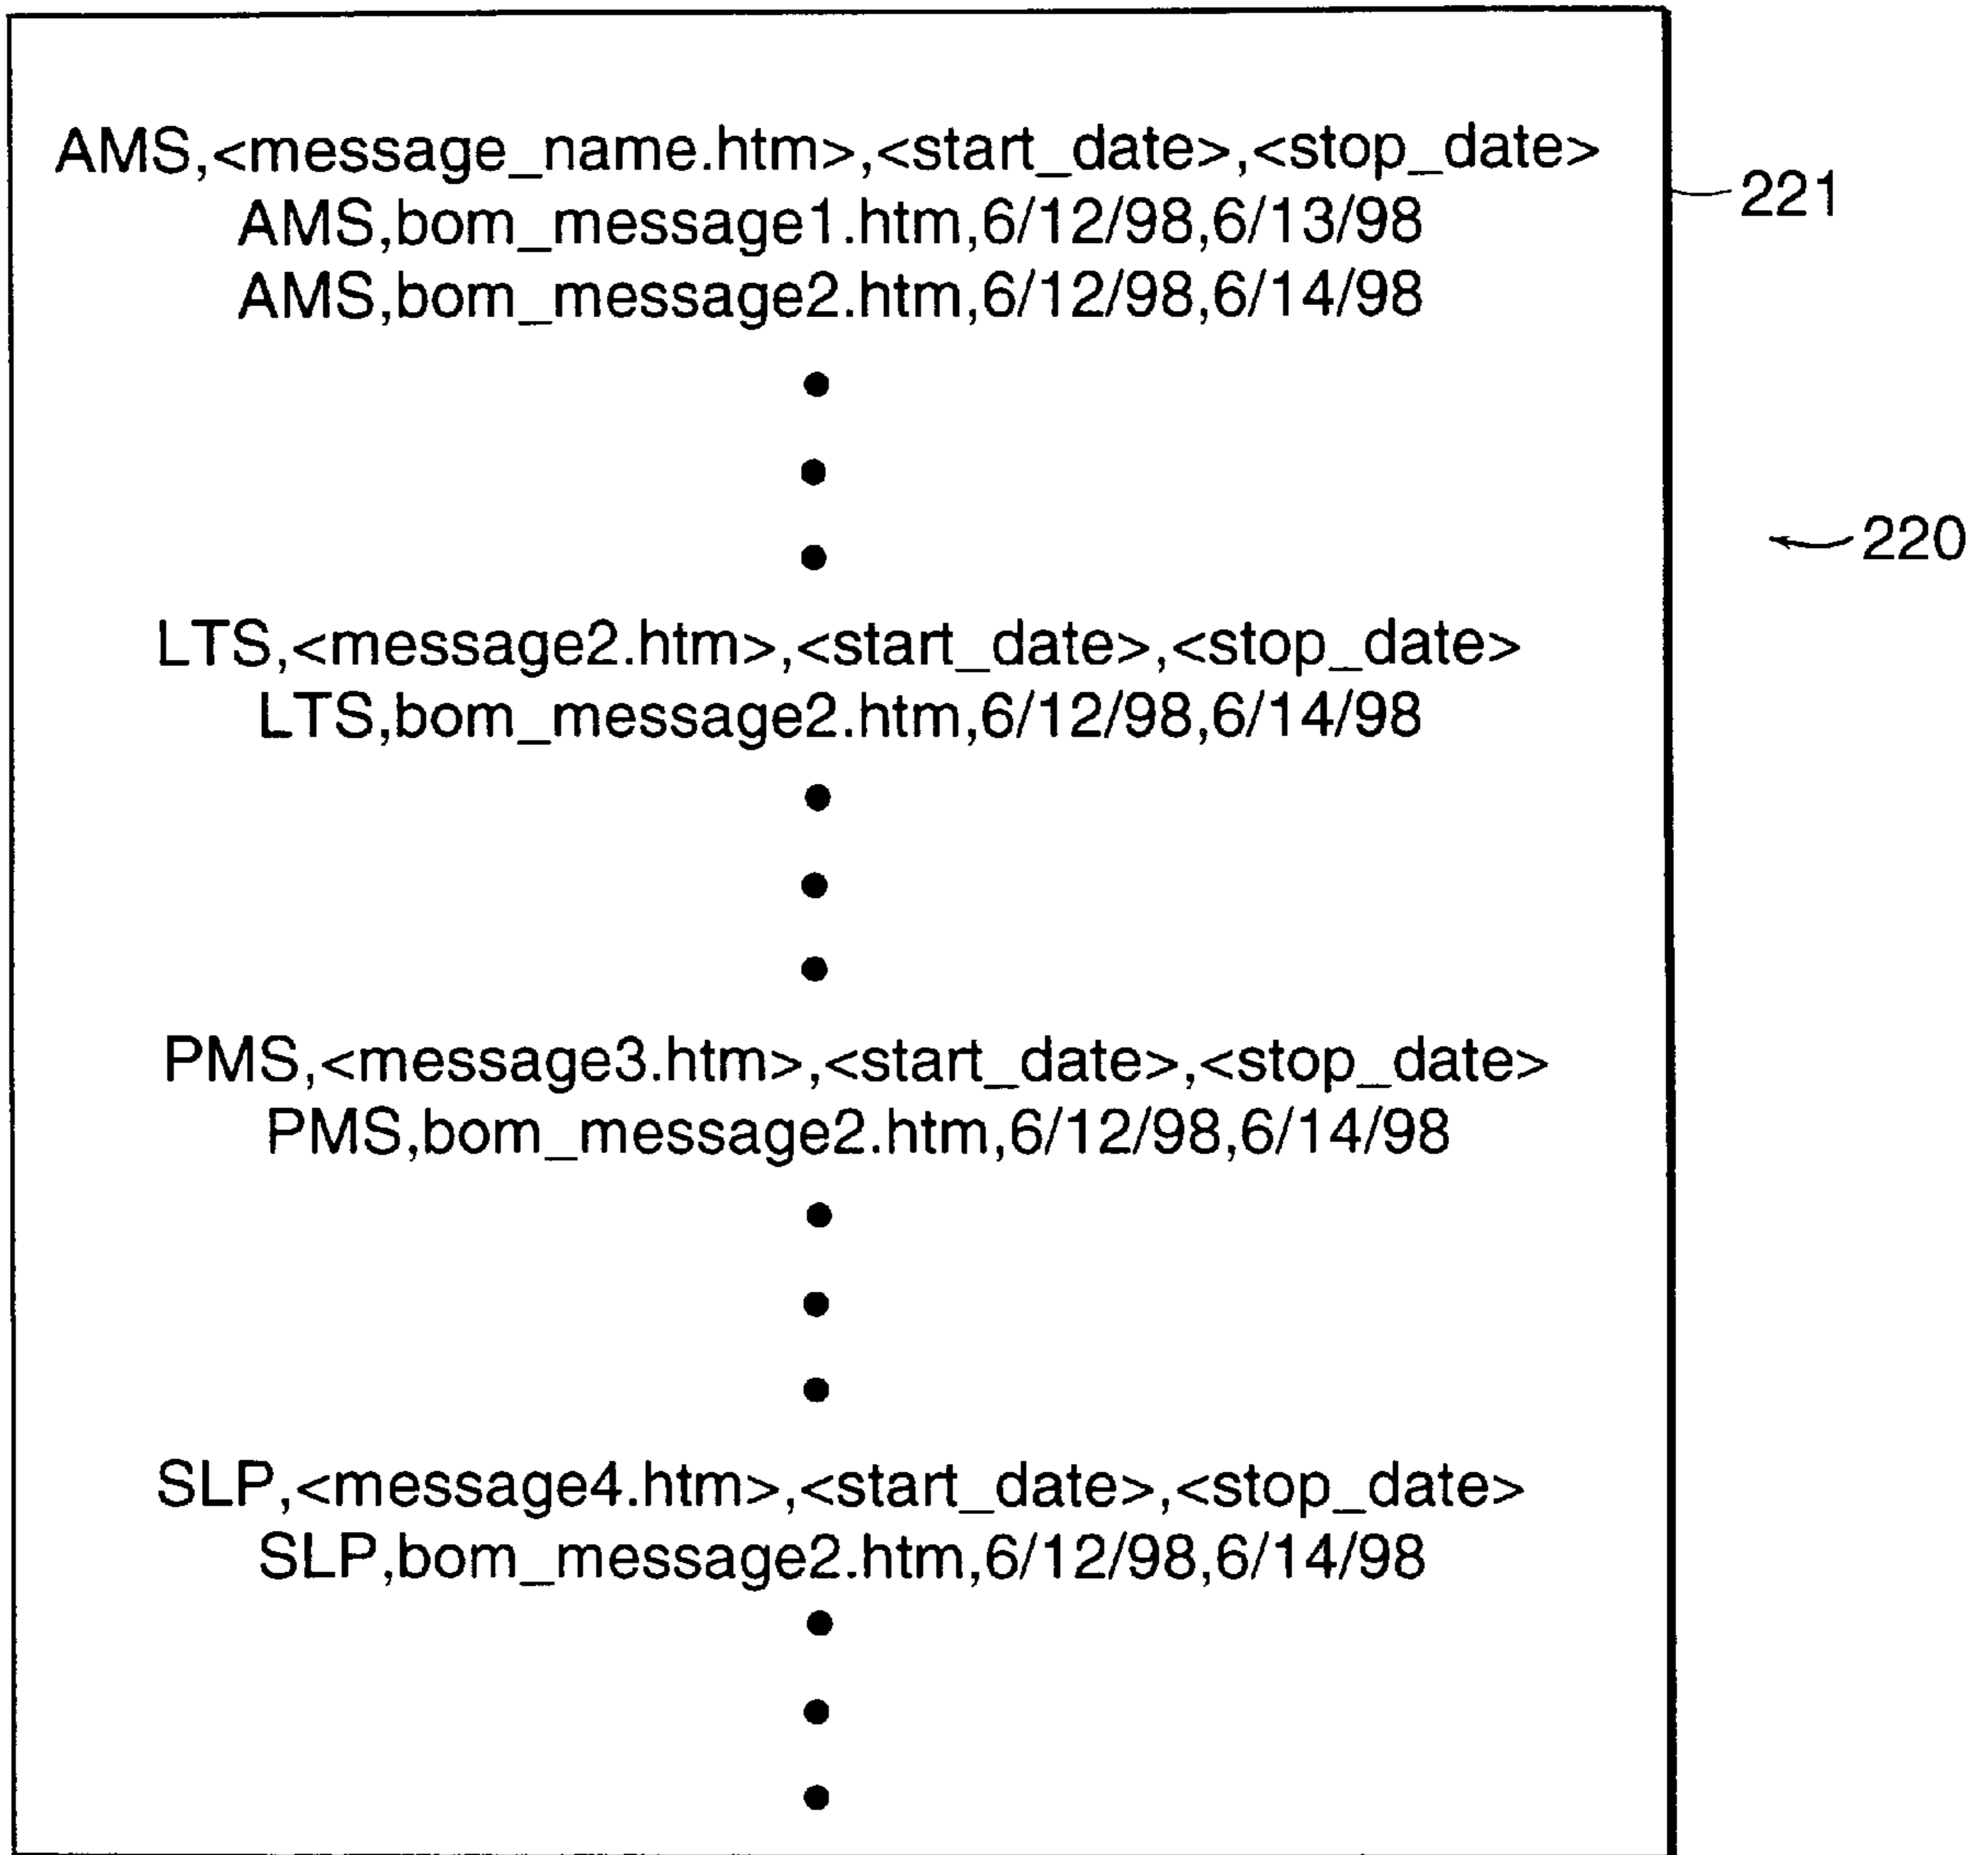 AMS,<message_name.htm>,<start_date>,<stop_date>
221
AMS,bom_message1.htm,6/12/98,6/13/98
AMS,bom_message2.htm,6/12/98,6/14/98
220
LTS,<message2.htm>,<start_date>,<stop_date>
LTS,bom_message2.htm,6/12/98,6/14/98
PMS,<message3.htm>,<start_date>,<stop_date>
PMS,bom_message2.htm,6/12/98,6/14/98
SLP,<message4.htm>,<start_date>,<stop_date>
SLP,bom_message2.htm,6/12/98,6/14/98